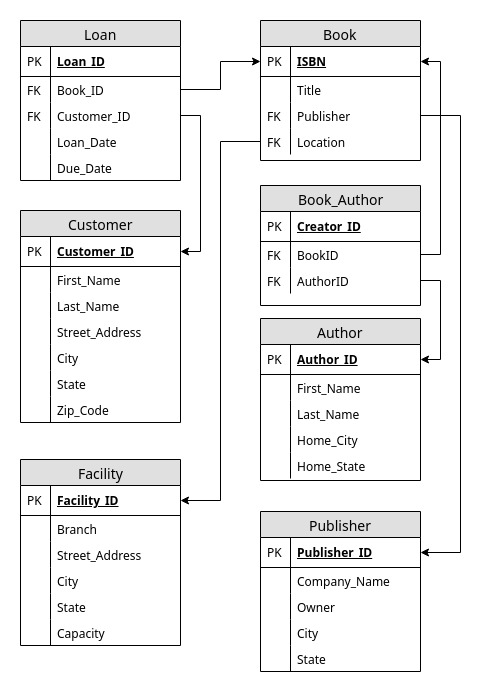 Loan
PK Loan_ID
FK Book_ID
FK Customer_ID
Loan_Date
Due_Date
Customer
PK Customer_ID
First_Name
Last_Name
Street_Address
City
State
Zip_Code
Facility
PK Facility_ID
Branch
Street_Address
City
State
Capacity
Book
PK ISBN
Title
FK Publisher
FK Location
Book_Author
PK Creator_ID
FK BookID
FK AuthorID
Author
PK Author_ID
First_Name
Last_Name
Home_City
Home_State
Publisher
PK Publisher_ID
Company_Name
Owner
City
State